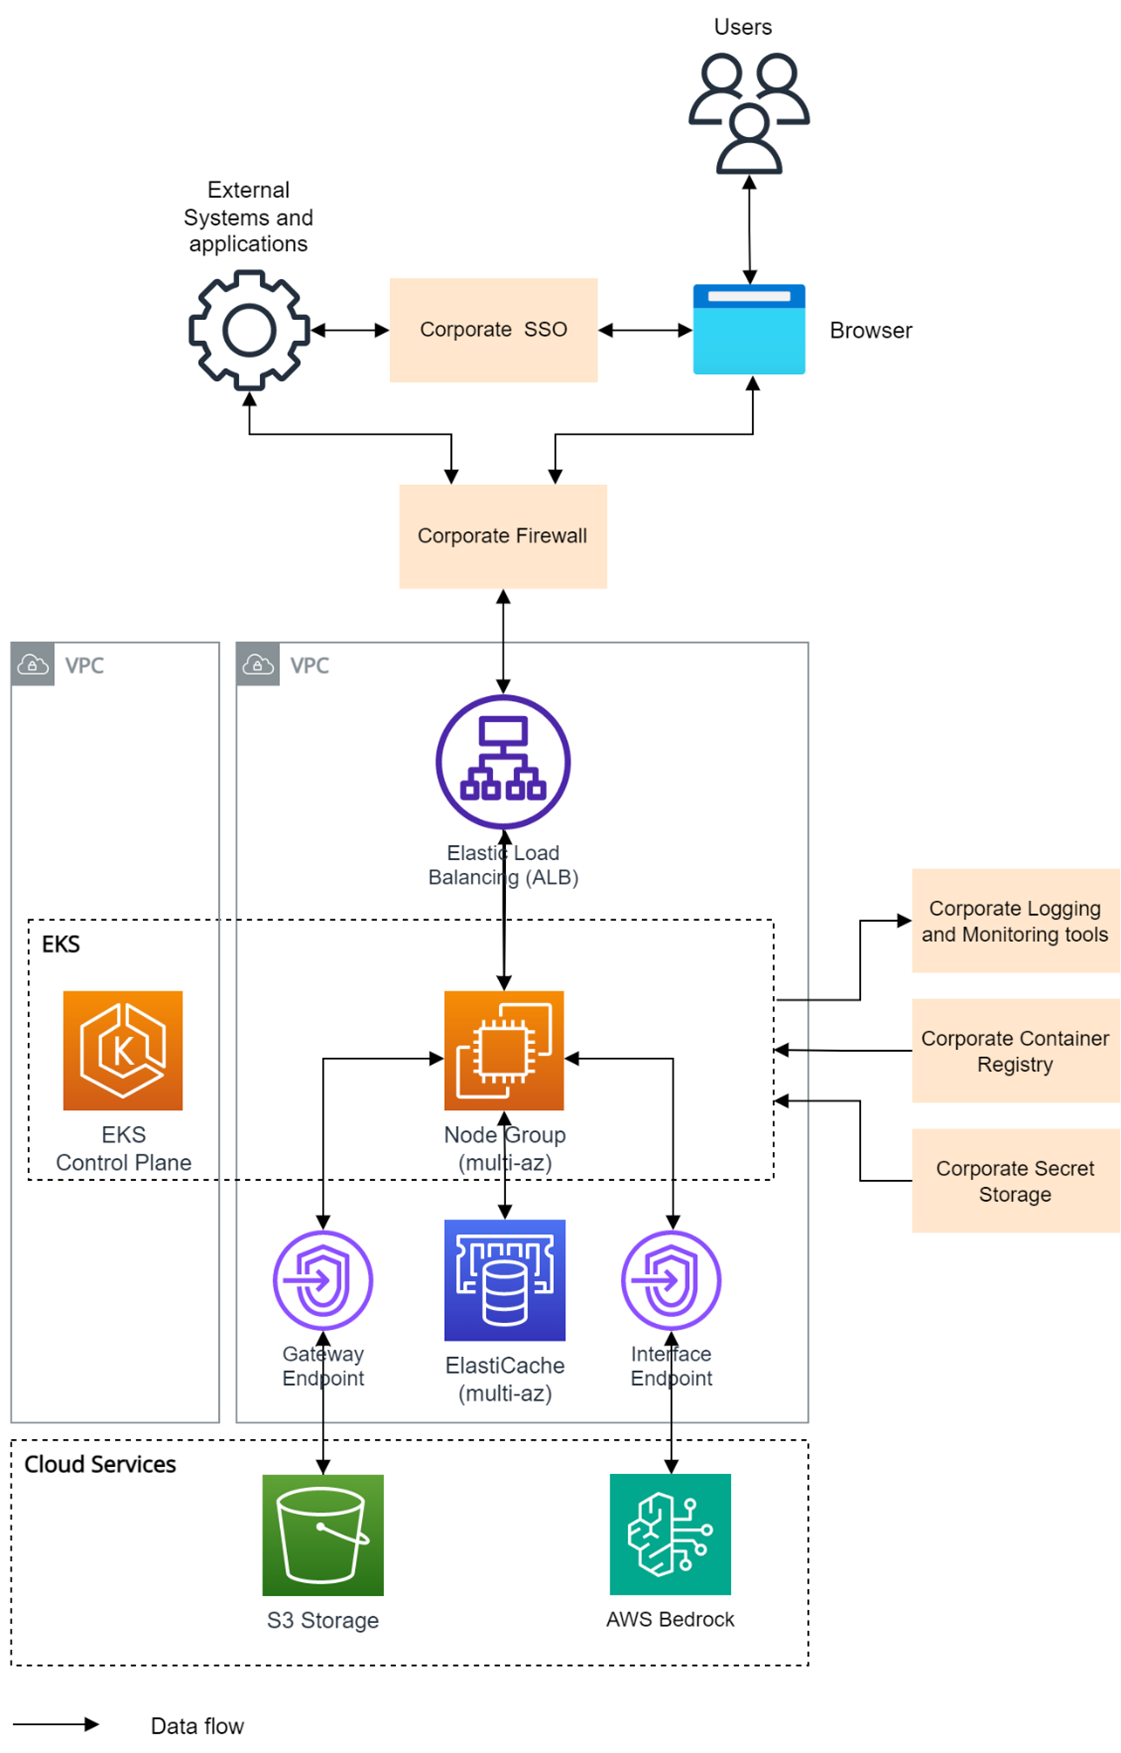 Users
External
Systems and
applications
Corporate  SSO
Browser
Corporate Firewall
VPC
VPC
Elastic Load
Balancing (ALB)
EKS
Corporate Logging
and Monitoring tools
Corporate Container
Registry
EKS
Control Plane
Node Group
(multi-az)
Corporate Secret
Storage
Gateway
Endpoint
ElastiCache
(multi-az)
Interface
Endpoint
Cloud Services
S3 Storage
AWS Bedrock
Data flow